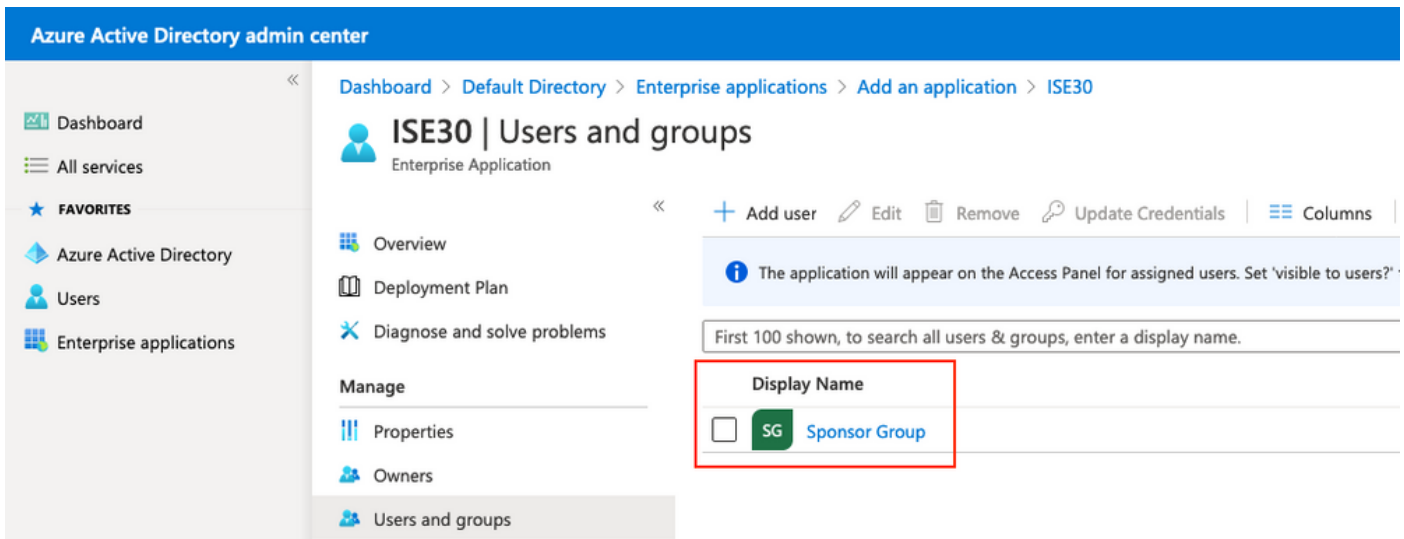 Azure Active Directory admin center
«
Dashboard
All services
FAVORITES
Azure Active Directory
Users
Enterprise applications
Dashboard > Default Directory > Enterprise applications > Add an application > ISE30
ISE30 | Users and groups
Enterprise Application
«
Overview
Deployment Plan
Diagnose and solve problems
Manage
Properties
Owners
Users and groups
+ Add user Edit Remove Update Credentials Columns
The application will appear on the Access Panel for assigned users. Set 'visible to users?'
First 100 shown, to search all users & groups, enter a display name.
Display Name
SG Sponsor Group